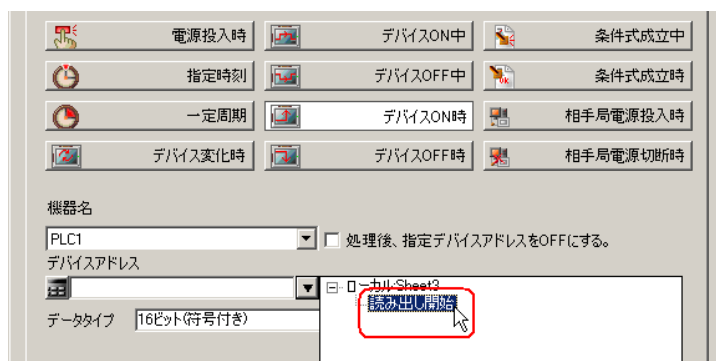 電源投入時 デバイスON中 条件式成立中
指定時刻 デバイスOFF中 条件式成立時
一定周期 デバイスON時 相手局電源投入時
デバイス変化時 デバイスOFF時 相手局電源切断時
機器名
PLC1 処理後、指定デバイスアドレスをOFFにする。
デバイスアドレス
ローカル:Sheet3
読み出し開始
データタイプ 16ビット(符号付き)